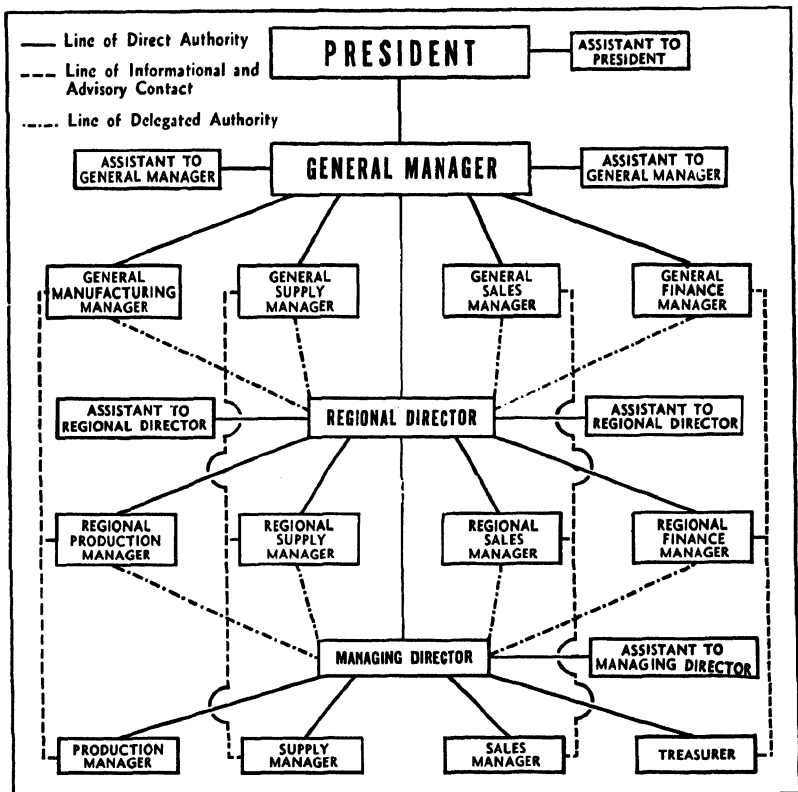 Line of Direct Authority
Line of Informational and
Advisory Contact
Line of Delegated Authority
PRESIDENT
ASSISTANT TO
PRESIDENT
ASSISTANT TO
GENERAL MANAGER
GENERAL MANAGER
ASSISTANT TO
GENERAL MANAGER
GENERAL
MANUFACTURING
MANAGER
GENERAL
SUPPLY
MANAGER
GENERAL
SALES
MANAGER
GENERAL
FINANCE
MANAGER
ASSISTANT TO
REGIONAL DIRECTOR
REGIONAL DIRECTOR
ASSISTANT TO
REGIONAL DIRECTOR
REGIONAL
PRODUCTION
MANAGER
REGIONAL
SUPPLY
MANAGER
REGIONAL
SALES
MANAGER
REGIONAL
FINANCE
MANAGER
MANAGING DIRECTOR
ASSISTANT TO
MANAGING DIRECTOR
PRODUCTION
MANAGER
SUPPLY
MANAGER
SALES
MANAGER
TREASURER